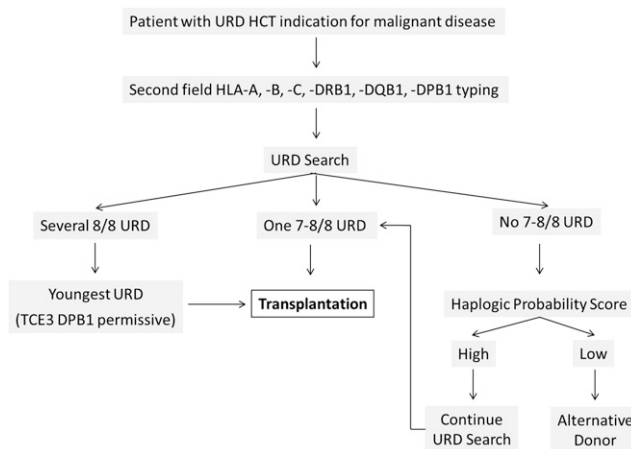 Patient with URD HCT indication for malignant disease
Second field HLA-A, -B, -C, -DRB1, -DQB1, -DPB1 typing
URD Search
Several 8/8 URD
One 7-8/8 URD
No 7-8/8 URD
Youngest URD
(TCE3 DPB1 permissive)
Transplantation
Haplogic Probability Score
High
Low
Continue
URD Search
Alternative
Donor